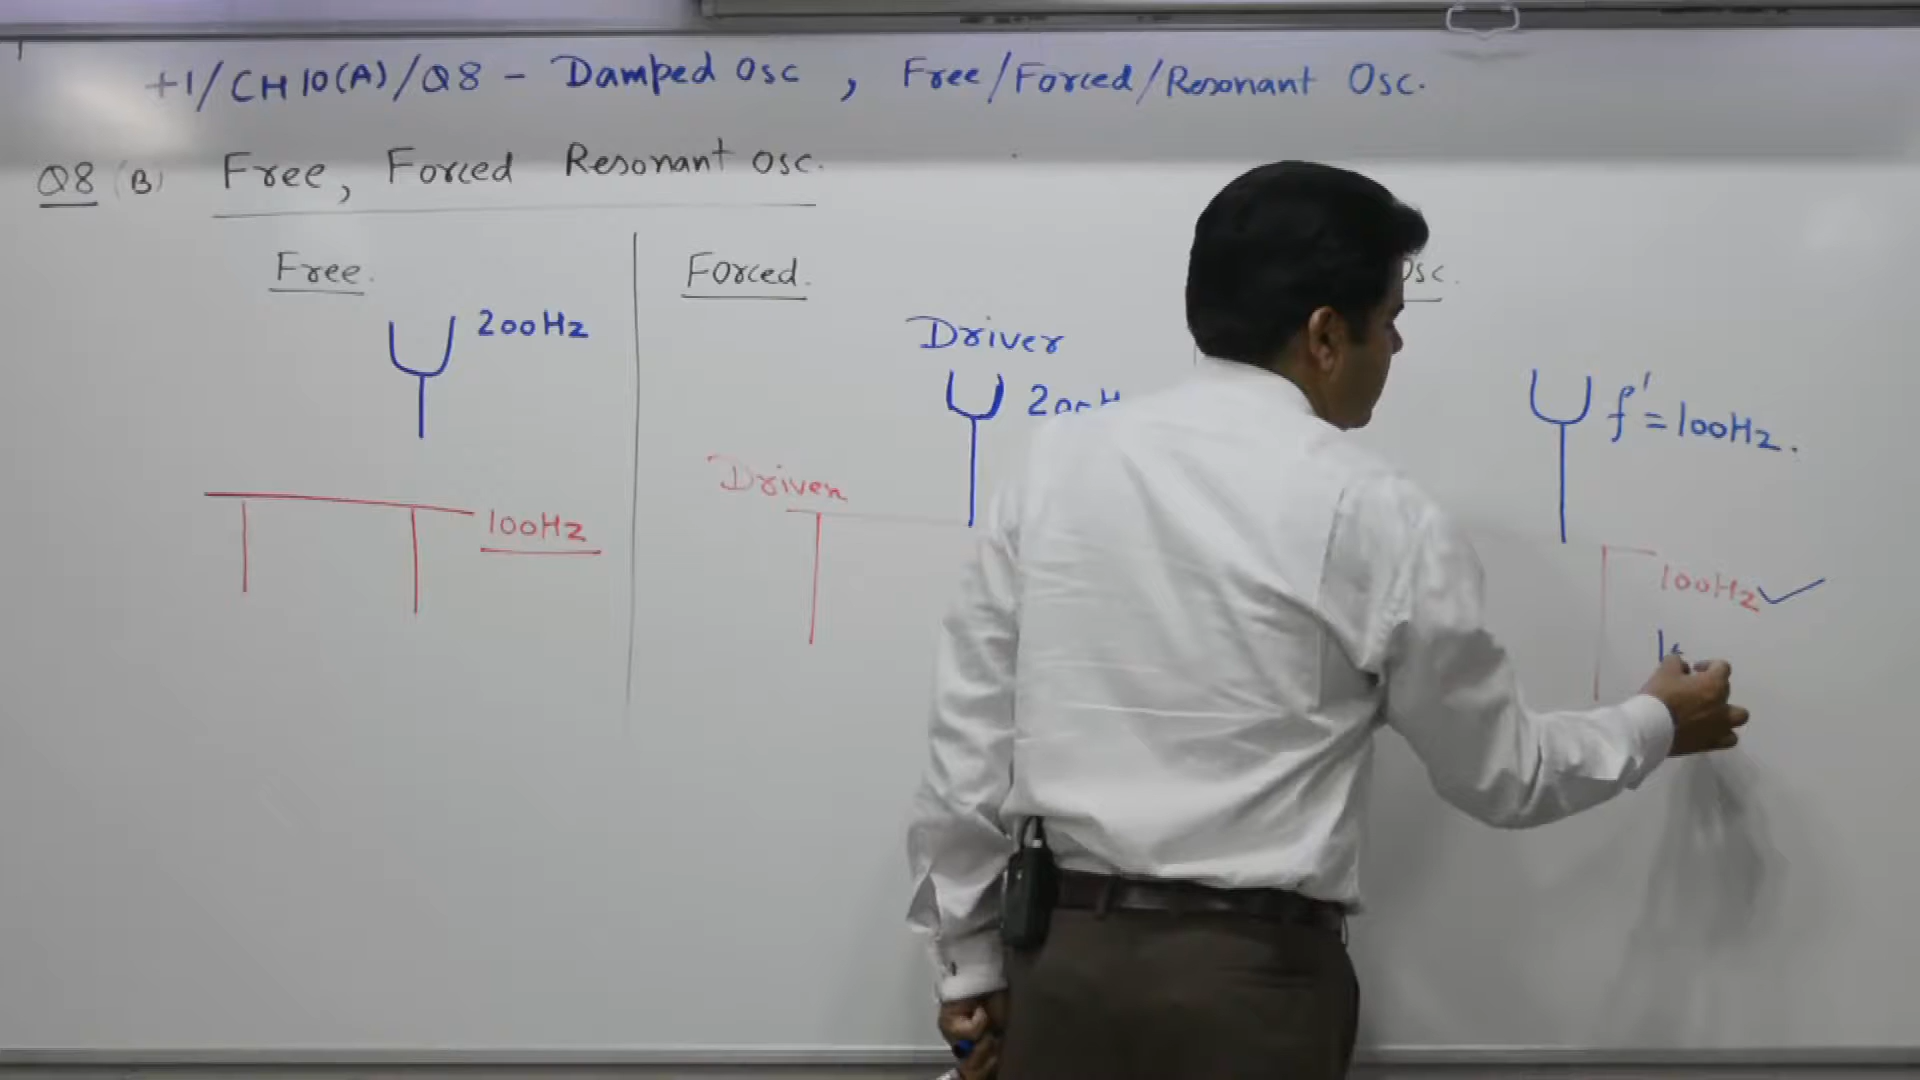 +1/CH10(A)/Q8 - Damped Osc , Free/Forced/Resonant Osc.
Q8 (B) Free, Forced Resonant Osc.
Free.
200Hz
100Hz
Forced.
Driver
Driven
Osc.
f' = 100Hz.
100Hz